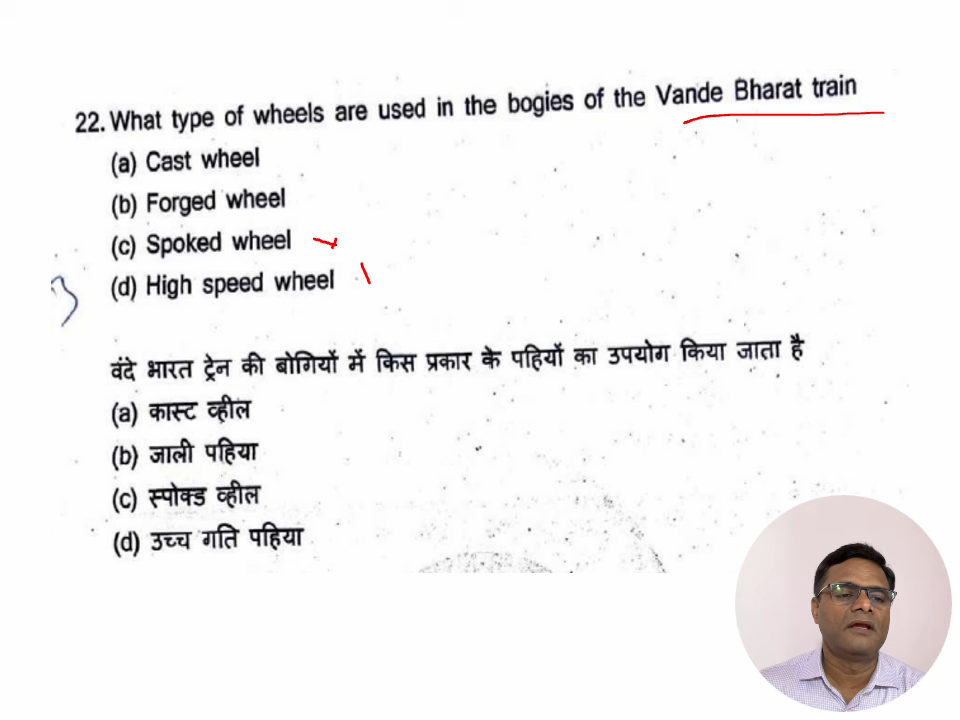 22. What type of wheels are used in the bogies of the Vande Bharat train
(a) Cast wheel
(b) Forged wheel
(c) Spoked wheel
(d) High speed wheel
वंदे भारत ट्रेन की बोगियों में किस प्रकार के पहियों का उपयोग किया जाता है
(a) कास्ट व्हील
(b) जाली पहिया
(c) स्पोक्ड व्हील
(d) उच्च गति पहिया